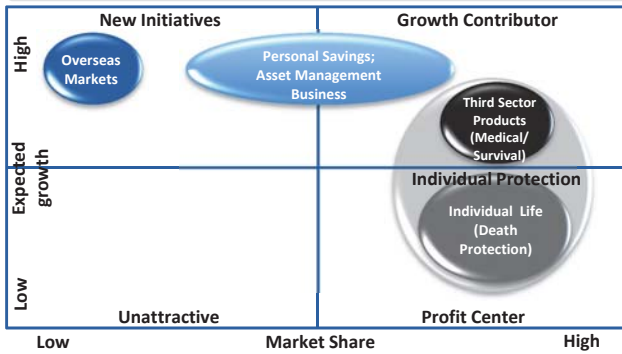 New Initiatives
Growth Contributor
High
Overseas
Markets
Personal Savings;
Asset Management
Business
Third Sector
Products
(Medical/
Survival)
Expected
growth
Individual Protection
Individual Life
(Death
Protection)
Low
Unattractive
Profit Center
Low
Market Share
High